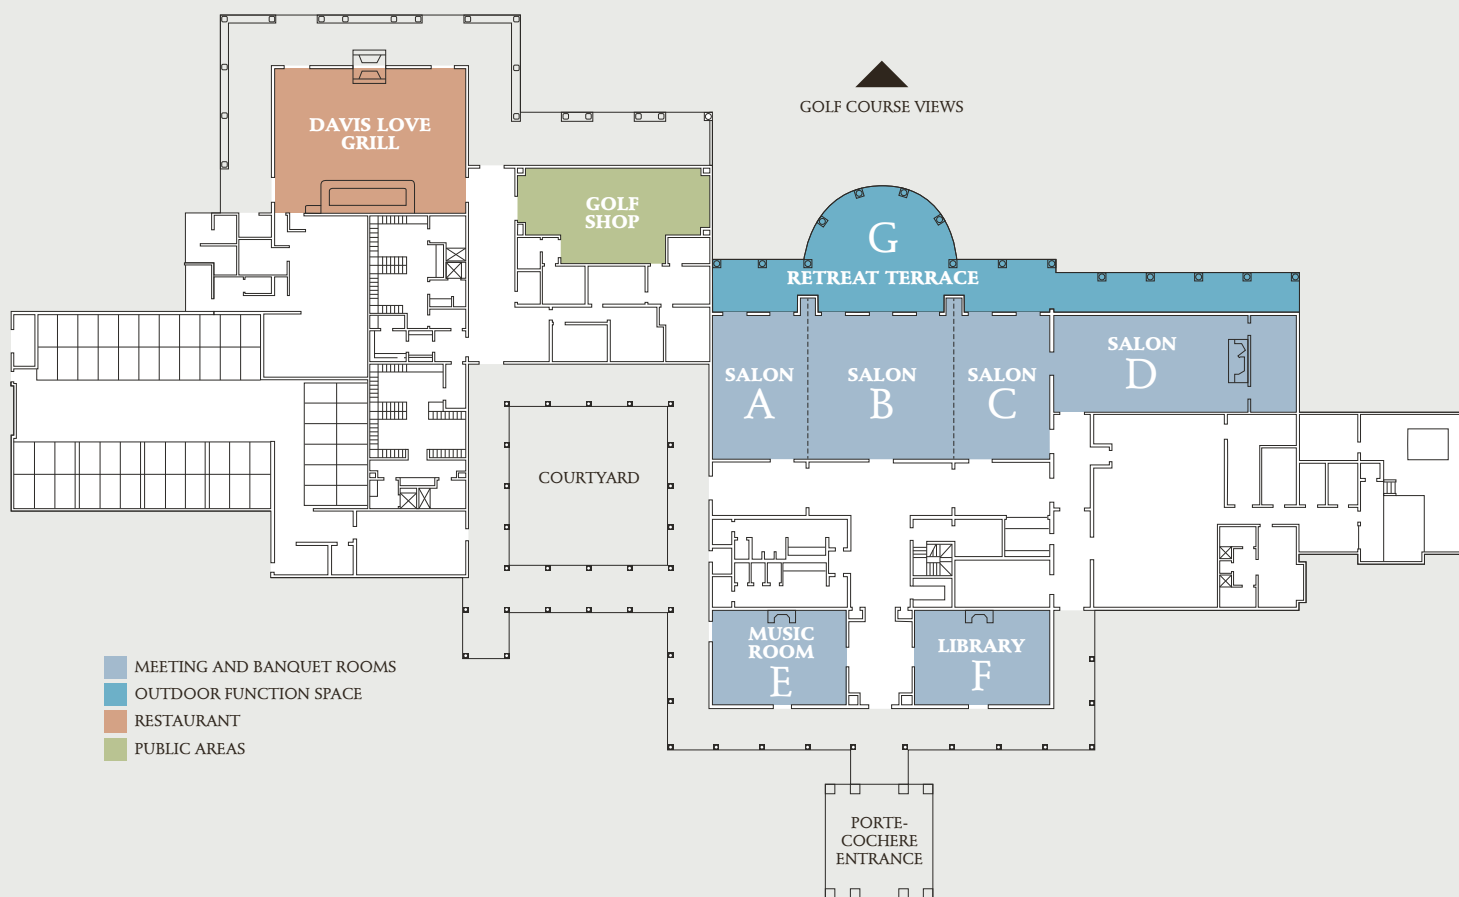 GOLF COURSE VIEWS
DAVIS LOVE
GRILL
GOLF
SHOP
G
RETREAT TERRACE
SALON
A
SALON
B
SALON
C
SALON
D
COURTYARD
MUSIC
ROOM
E
LIBRARY
F
MEETING AND BANQUET ROOMS
OUTDOOR FUNCTION SPACE
RESTAURANT
PUBLIC AREAS
PORTE-
COCHERE
ENTRANCE